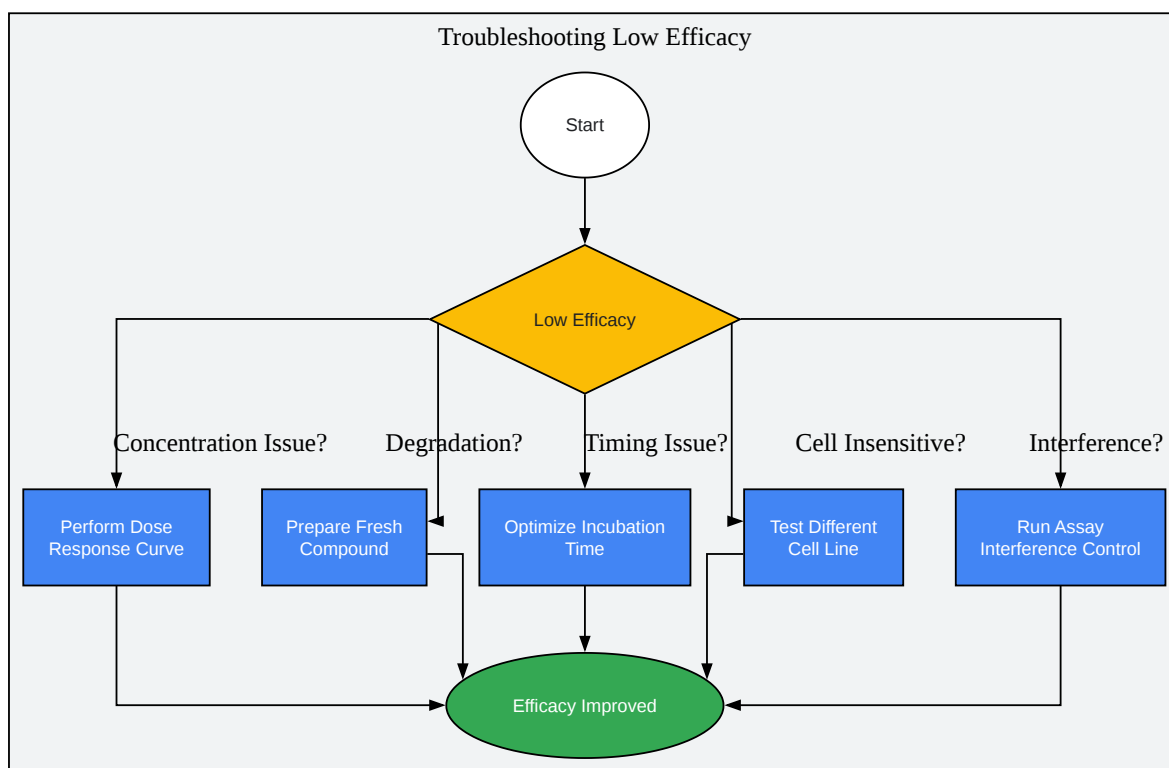 Troubleshooting Low Efficacy
Start
Low Efficacy
Concentration Issue?
Degradation?
Timing Issue?
Cell Insensitive?
Interference?
Perform Dose
Response Curve
Prepare Fresh
Compound
Optimize Incubation
Time
Test Different
Cell Line
Run Assay
Interference Control
Efficacy Improved